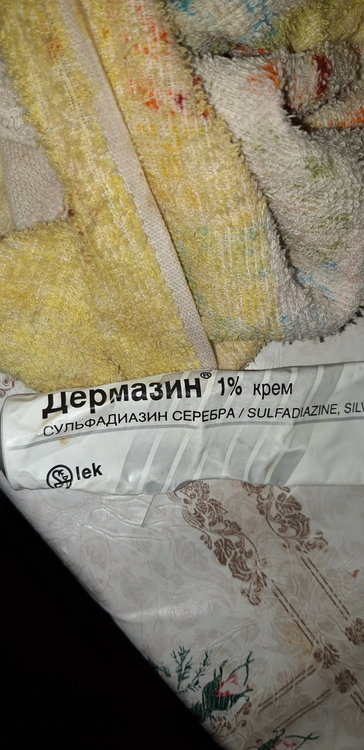 Дермазин® 1% крем
СУЛЬФАДИАЗИН СЕРЕБРА / SULFADIAZINE, SIL
lek